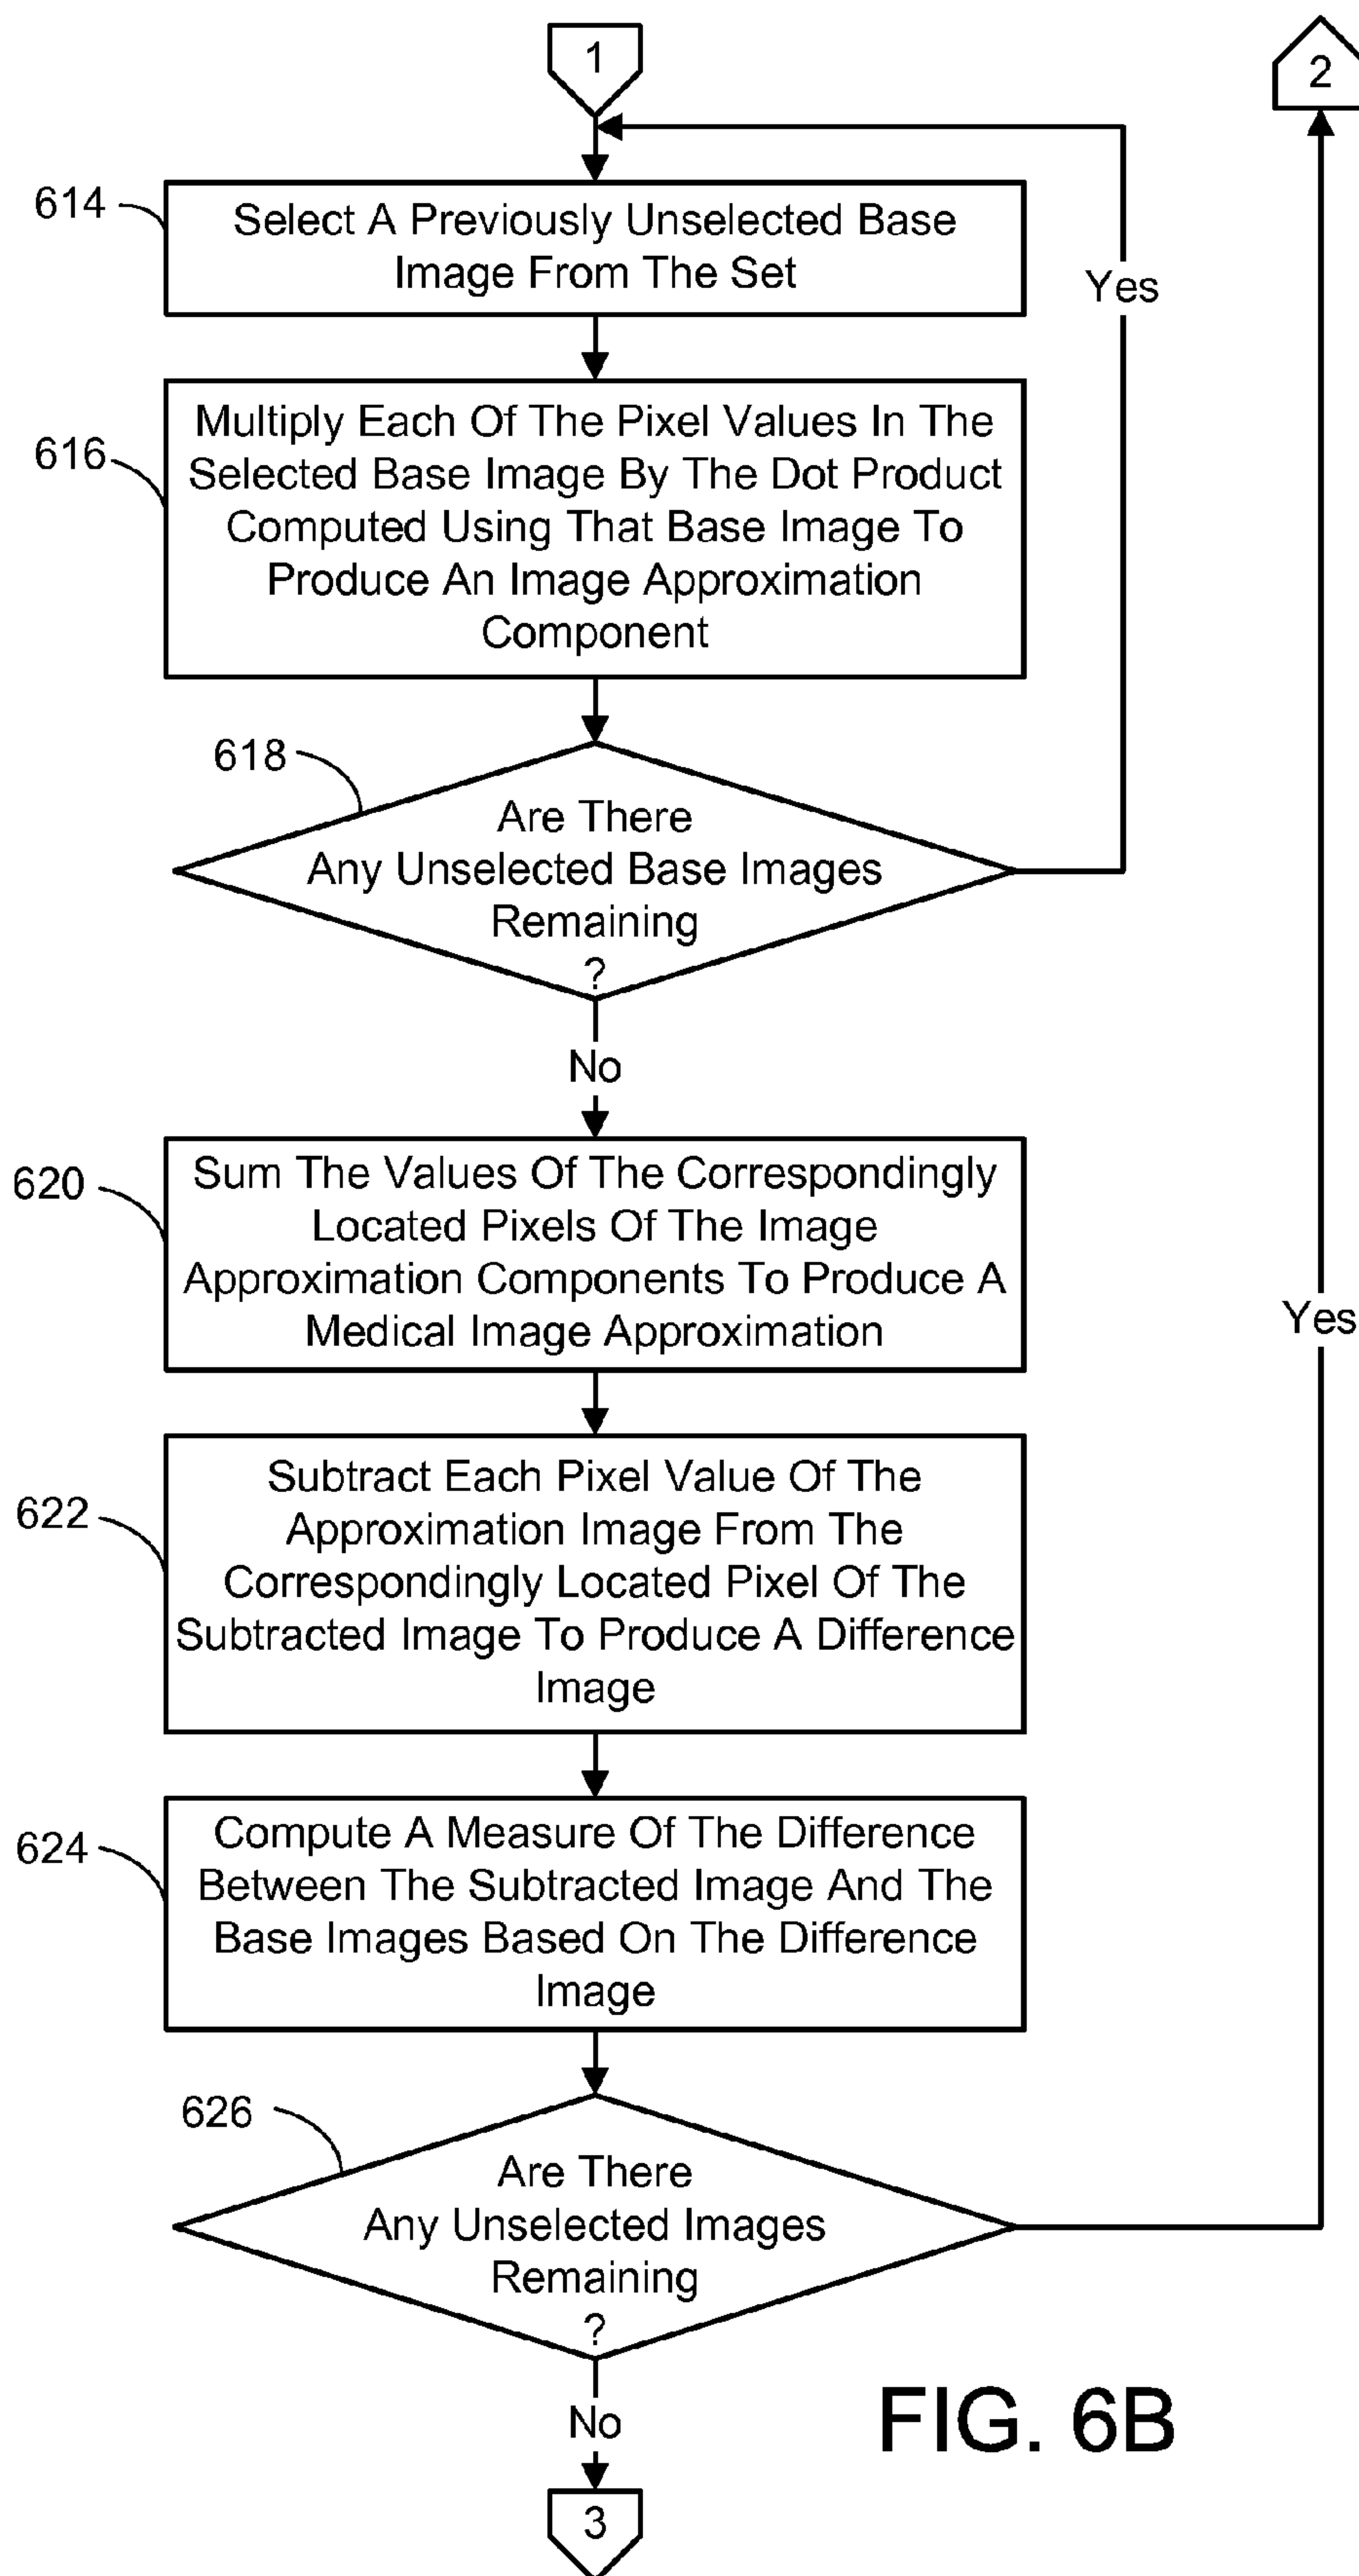 1
2
614
Select A Previously Unselected Base
Image From The Set
Yes
616
Multiply Each Of The Pixel Values In The
Selected Base Image By The Dot Product
Computed Using That Base Image To
Produce An Image Approximation
Component
618
Are There
Any Unselected Base Images
Remaining
?
No
620
Sum The Values Of The Correspondingly
Located Pixels Of The Image
Approximation Components To Produce A
Medical Image Approximation
Yes
622
Subtract Each Pixel Value Of The
Approximation Image From The
Correspondingly Located Pixel Of The
Subtracted Image To Produce A Difference
Image
624
Compute A Measure Of The Difference
Between The Subtracted Image And The
Base Images Based On The Difference
Image
626
Are There
Any Unselected Images
Remaining
?
No
FIG. 6B
3